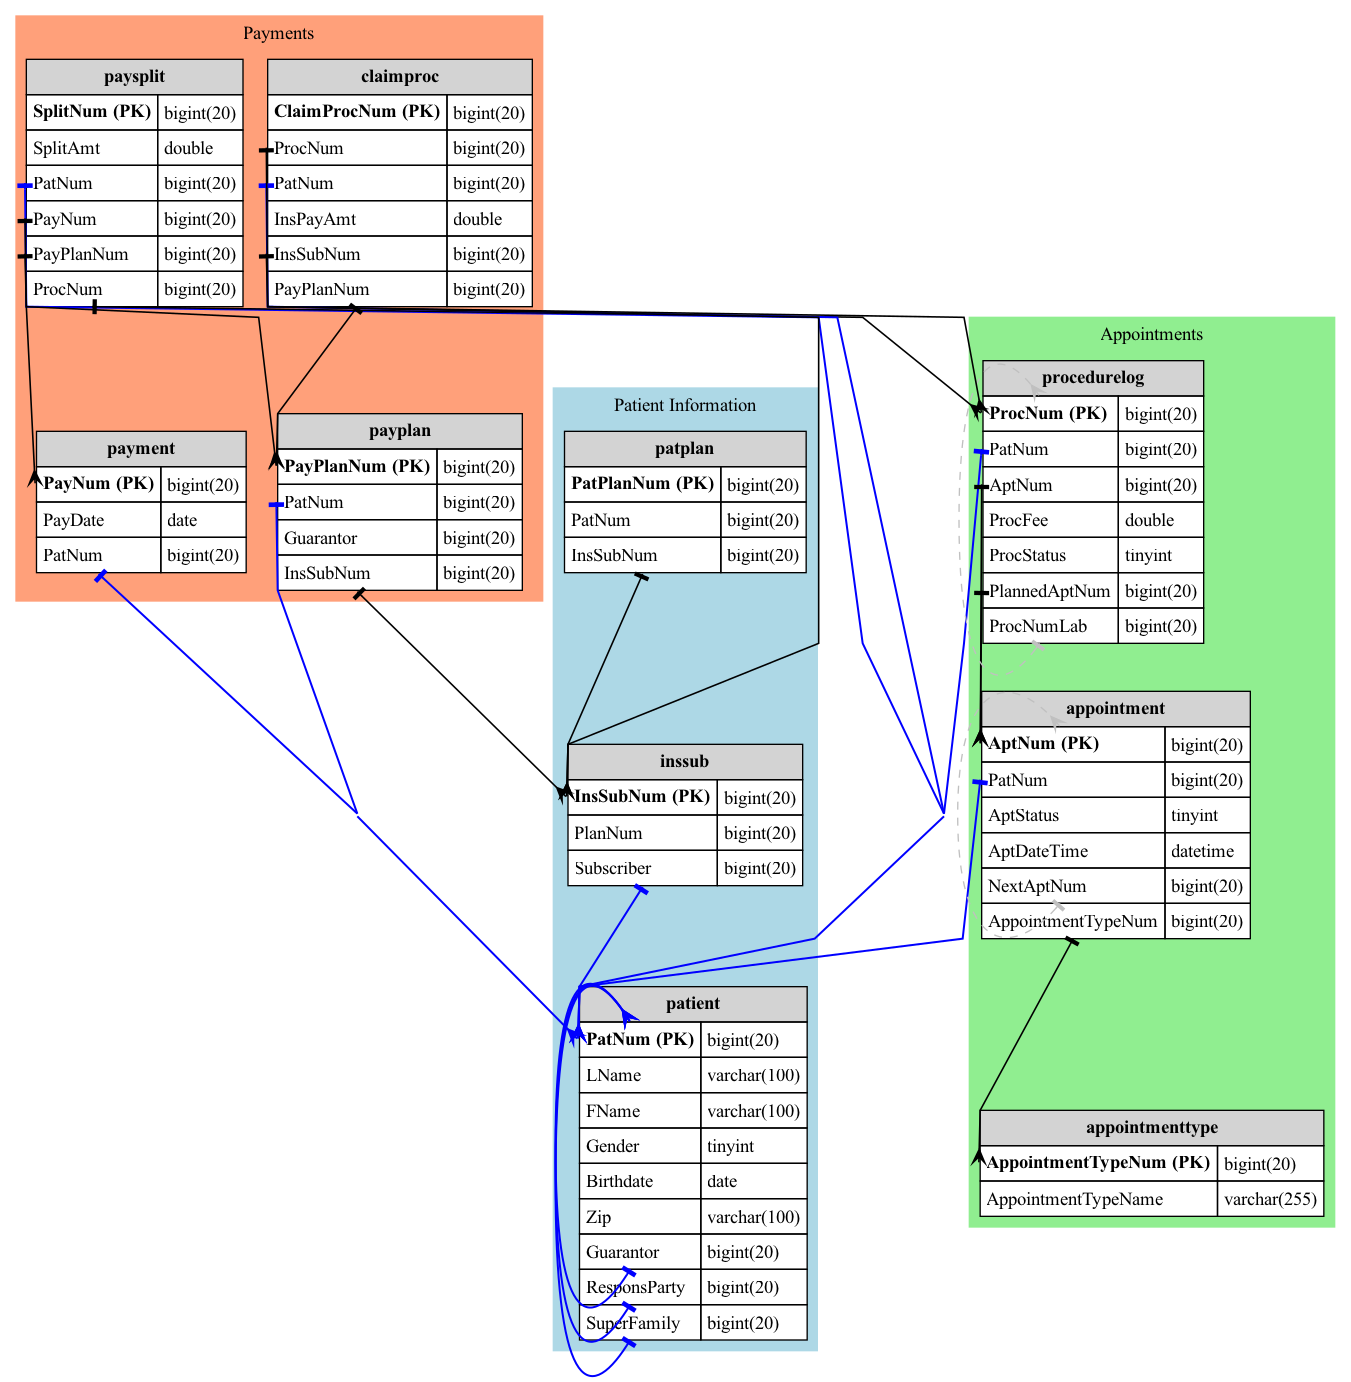 Payments
paysplit
SplitNum (PK) bigint(20)
SplitAmt double
PatNum bigint(20)
PayNum bigint(20)
PayPlanNum bigint(20)
ProcNum bigint(20)
claimproc
ClaimProcNum (PK) bigint(20)
ProcNum bigint(20)
PatNum bigint(20)
InsPayAmt double
InsSubNum bigint(20)
PayPlanNum bigint(20)
payment
PayNum (PK) bigint(20)
PayDate date
PatNum bigint(20)
payplan
PayPlanNum (PK) bigint(20)
PatNum bigint(20)
Guarantor bigint(20)
InsSubNum bigint(20)
Patient Information
patplan
PatPlanNum (PK) bigint(20)
PatNum bigint(20)
InsSubNum bigint(20)
inssub
InsSubNum (PK) bigint(20)
PlanNum bigint(20)
Subscriber bigint(20)
patient
PatNum (PK) bigint(20)
LName varchar(100)
FName varchar(100)
Gender tinyint
Birthdate date
Zip varchar(100)
Guarantor bigint(20)
ResponsParty bigint(20)
SuperFamily bigint(20)
Appointments
procedurelog
ProcNum (PK) bigint(20)
PatNum bigint(20)
AptNum bigint(20)
ProcFee double
ProcStatus tinyint
PlannedAptNum bigint(20)
ProcNumLab bigint(20)
appointment
AptNum (PK) bigint(20)
PatNum bigint(20)
AptStatus tinyint
AptDateTime datetime
NextAptNum bigint(20)
AppointmentTypeNum bigint(20)
appointmenttype
AppointmentTypeNum (PK) bigint(20)
AppointmentTypeName varchar(255)